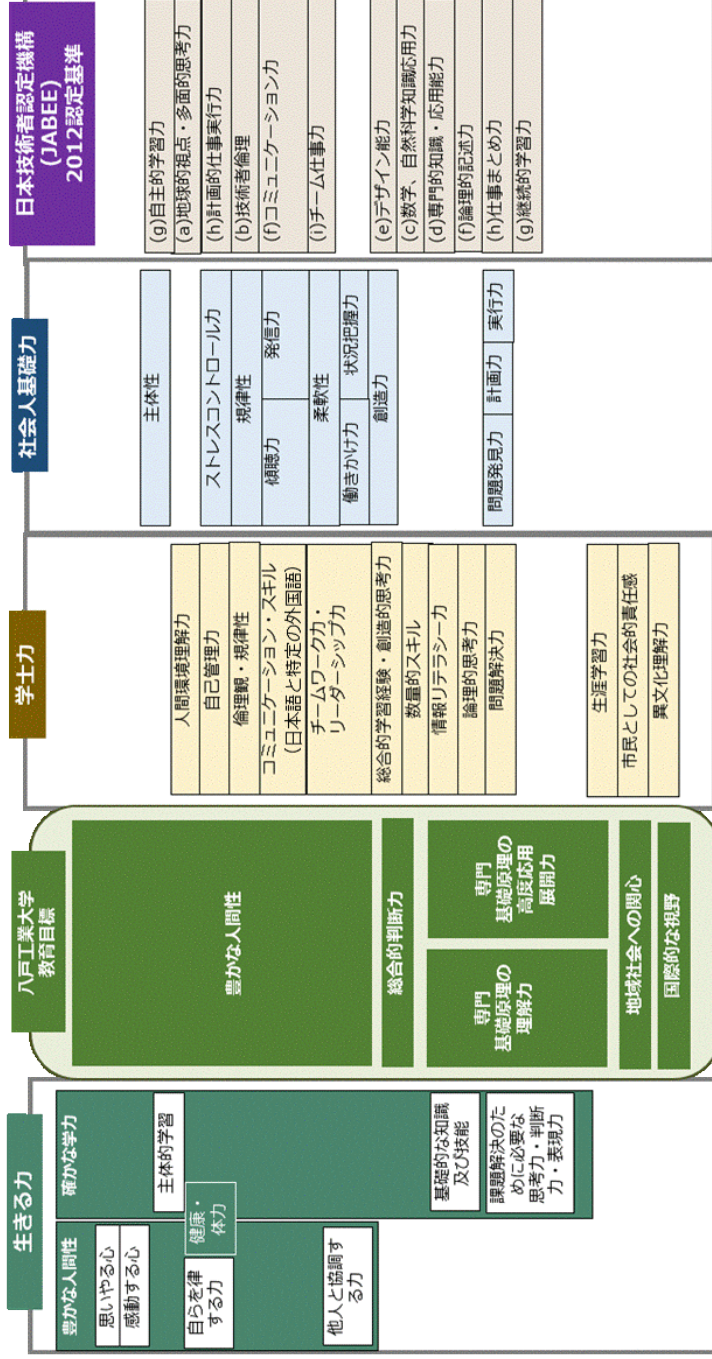 生きる力
豊かな人間性
思いやる心
感動する心
自らを律
する力
他人と協調す
る力
健康・
体力
確かな学力
主体的学習
基礎的な知識
及び技能
課題解決のた
めに必要な
思考力・判断
力・表現力
八戸工業大学
教育目標
豊かな人間性
総合的判断力
専門
基礎原理の
理解力
専門
基礎原理の
高度応用
展開力
地域社会への関心
国際的な視野
学士力
人間環境理解力
自己管理力
倫理観・規律性
コミュニケーション・スキル
(日本語と特定の外国語)
チームワーク力・
リーダーシップ力
総合的学習経験・創造的思考力
数量的スキル
情報リテラシー力
論理的思考力
問題解決力
生涯学習力
市民としての社会的責任感
異文化理解力
社会人基礎力
主体性
ストレスコントロール力
規律性
傾聴力
発信力
柔軟性
働きかけ力
状況把握力
創造力
問題発見力
計画力
実行力
日本技術者認定機構
(JABEE)
2012認定基準
(g)自主的学習力
(a)地球的視点・多面的思考力
(h)計画的仕事実行力
(b)技術者倫理
(f)コミュニケーション力
(i)チーム仕事力
(e)デザイン能力
(c)数学、自然科学知識応用力
(d)専門的知識・応用能力
(f)論理的記述力
(h)仕事まとめ力
(g)継続的学習力